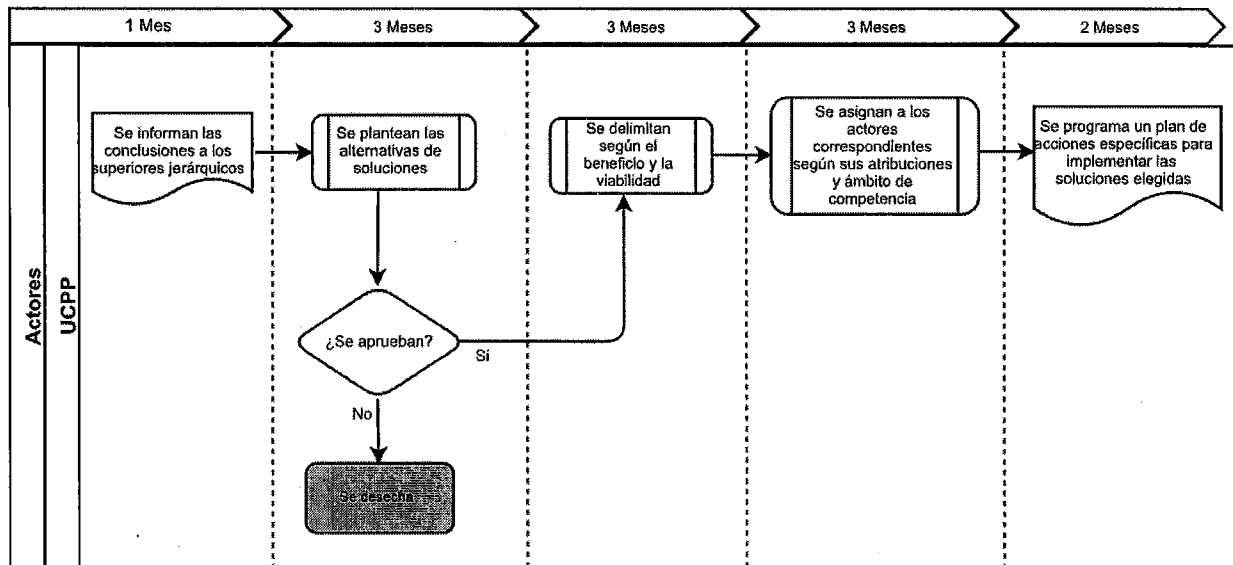 1 Mes
3 Meses
3 Meses
3 Meses
2 Meses
Actores
UCPP
Se informan las
conclusiones a los
superiores jerárquicos
Se plantean las
alternativas de
soluciones
Se delimitan
según el
beneficio y la
viabilidad
Se asignan a los
actores
correspondientes
según sus atribuciones
y ámbito de
competencia
Se programa un plan de
acciones específicas para
implementar las
soluciones elegidas
¿Se aprueban?
Sí
No
Se desecha